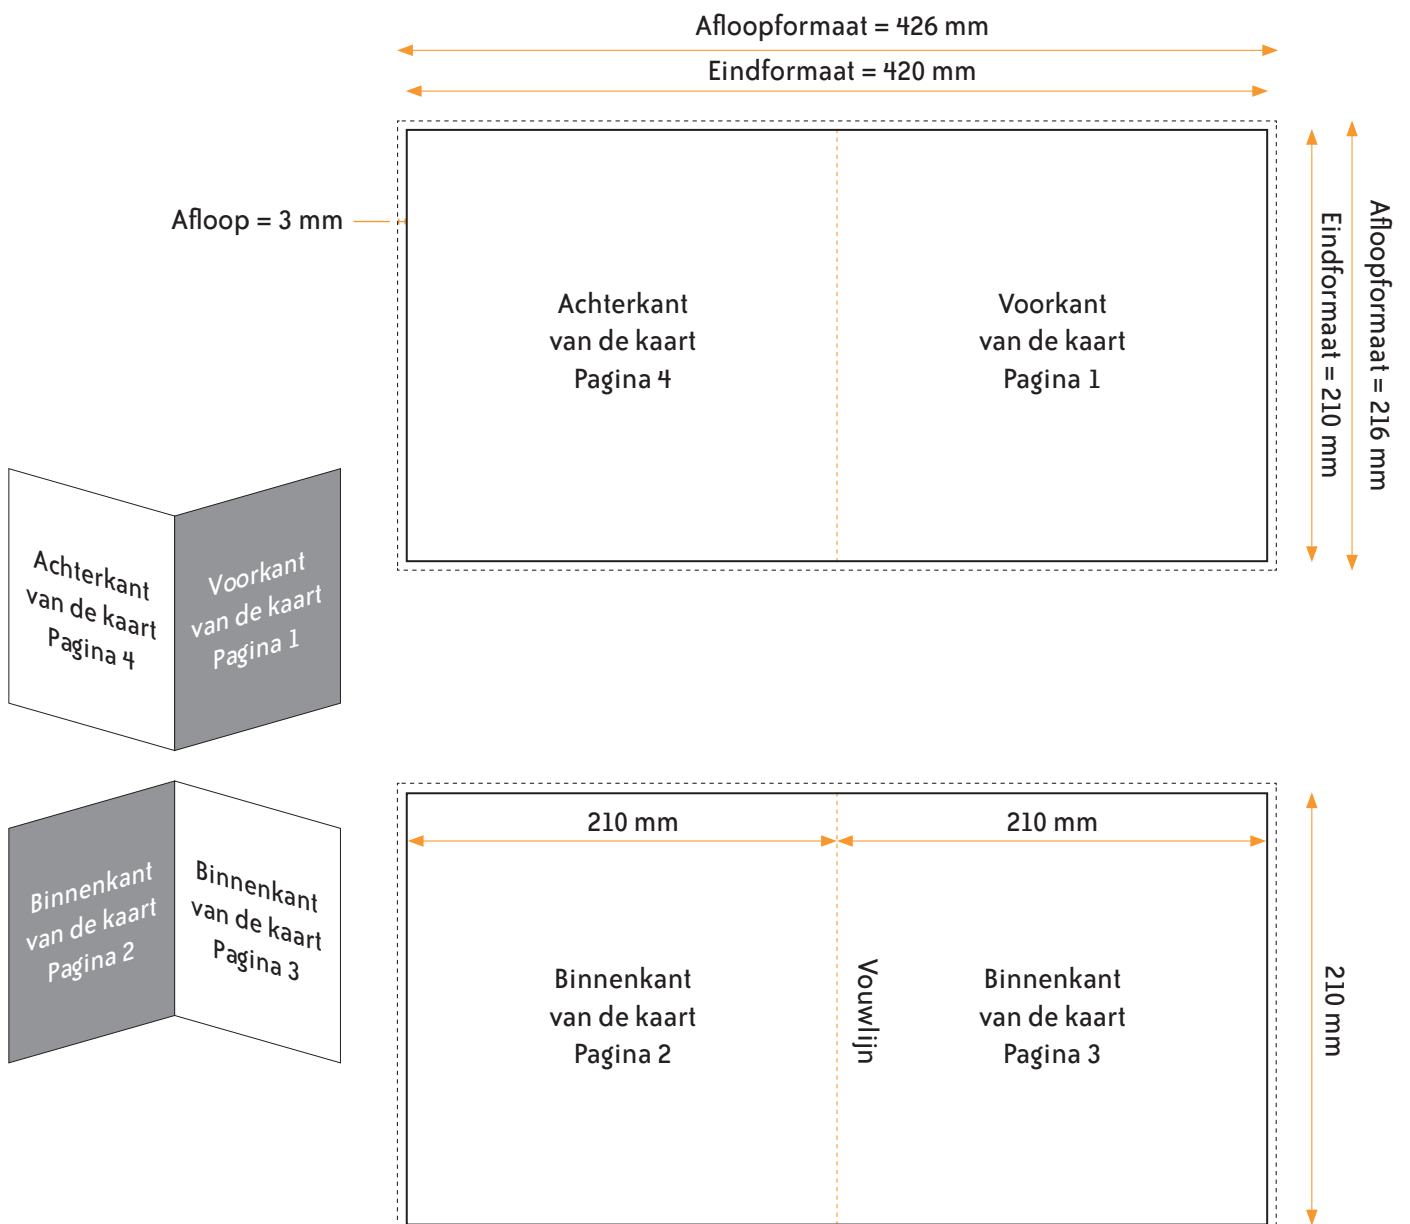 Afloopformaat = 426 mm
Eindformaat = 420 mm
Afloop = 3 mm
Achterkant
van de kaart
Pagina 4
Voorkant
van de kaart
Pagina 1
Eindformaat = 210 mm
Afloopformaat = 216 mm
Achterkant
van de kaart
Pagina 4
Voorkant
van de kaart
Pagina 1
Binnenkant
van de kaart
Pagina 2
Binnenkant
van de kaart
Pagina 3
210 mm
210 mm
Binnenkant
van de kaart
Pagina 2
Vouwlijn
Binnenkant
van de kaart
Pagina 3
210 mm